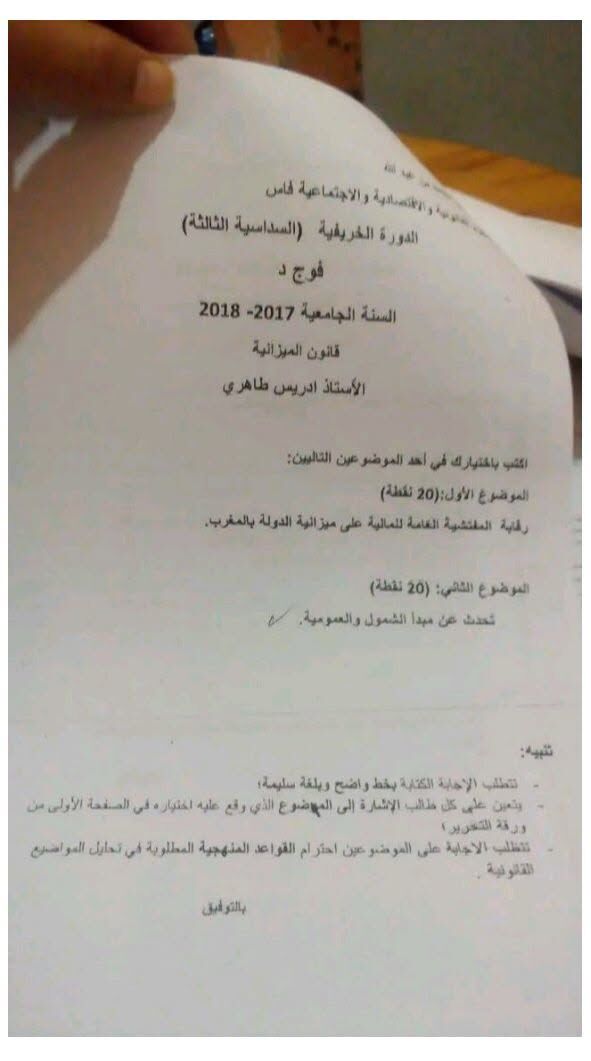 بن عبد الله
القانونية والاقتصادية والاجتماعية فاس
الدورة الخريفية (السداسية الثالثة)
فوج د
السنة الجامعية 2017- 2018
قانون الميزانية
الأستاذ ادريس طاهري
اكتب باختيارك في أحد الموضوعين التاليين:
الموضوع الأول:(20 نقطة)
رقابة المفتشية العامة للمالية على ميزانية الدولة بالمغرب.
الموضوع الثاني: (20 نقطة)
تحدث عن مبدأ الشمول والعمومية.
تنبيه:
- تتطلب الإجابة الكتابة بخط واضح وبلغة سليمة؛
- يتعين على كل طالب الإشارة إلى الموضوع الذي وقع عليه اختياره في الصفحة الأولى من
ورقة التحرير؛
- تتطلب الاجابة على الموضوعين احترام القواعد المنهجية المطلوبة في تحليل المواضيع
القانونية .
بالتوفيق